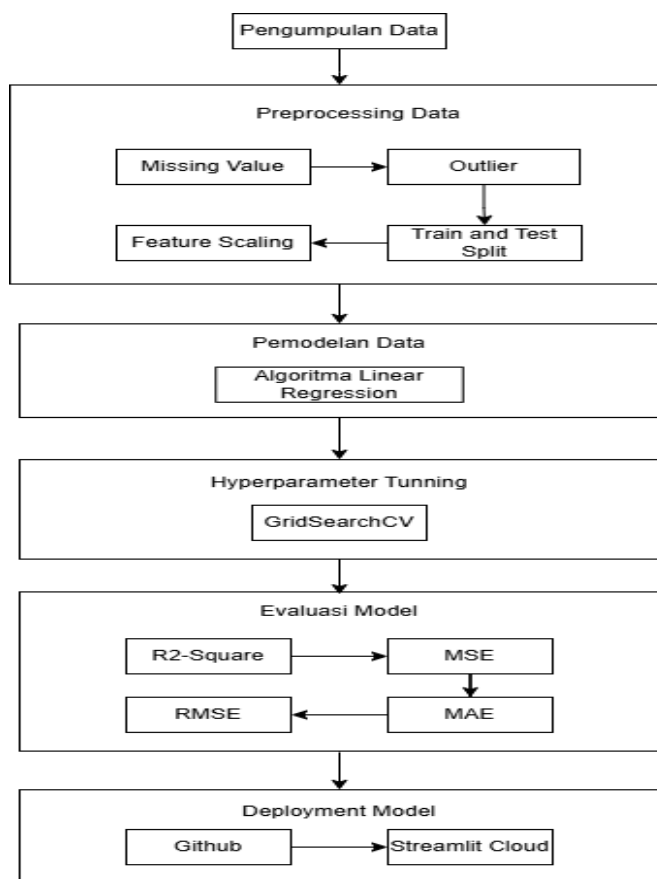 Pengumpulan Data
Preprocessing Data
Missing Value
Outlier
Feature Scaling
Train and Test
Split
Pemodelan Data
Algoritma Linear
Regression
Hyperparameter Tunning
GridSearchCV
Evaluasi Model
R2-Square
MSE
RMSE
MAE
Deployment Model
Github
Streamlit Cloud